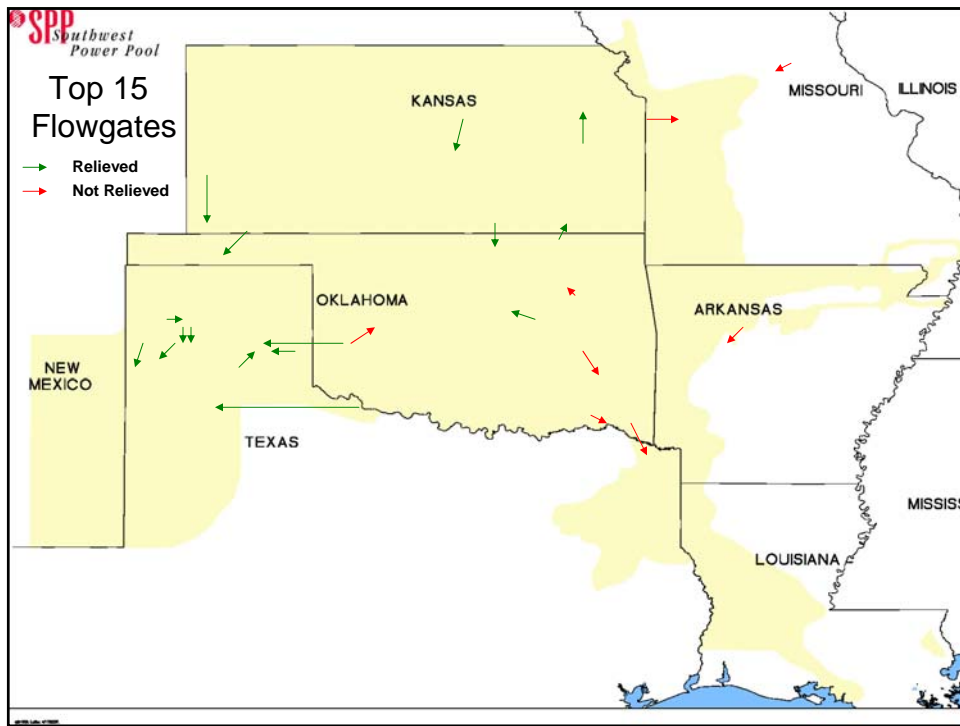 SPP
Southwest
Power Pool
Top 15
Flowgates
Relieved
Not Relieved
KANSAS
MISSOURI
ILLINOIS
OKLAHOMA
ARKANSAS
NEW
MEXICO
TEXAS
MISSISS
LOUISIANA